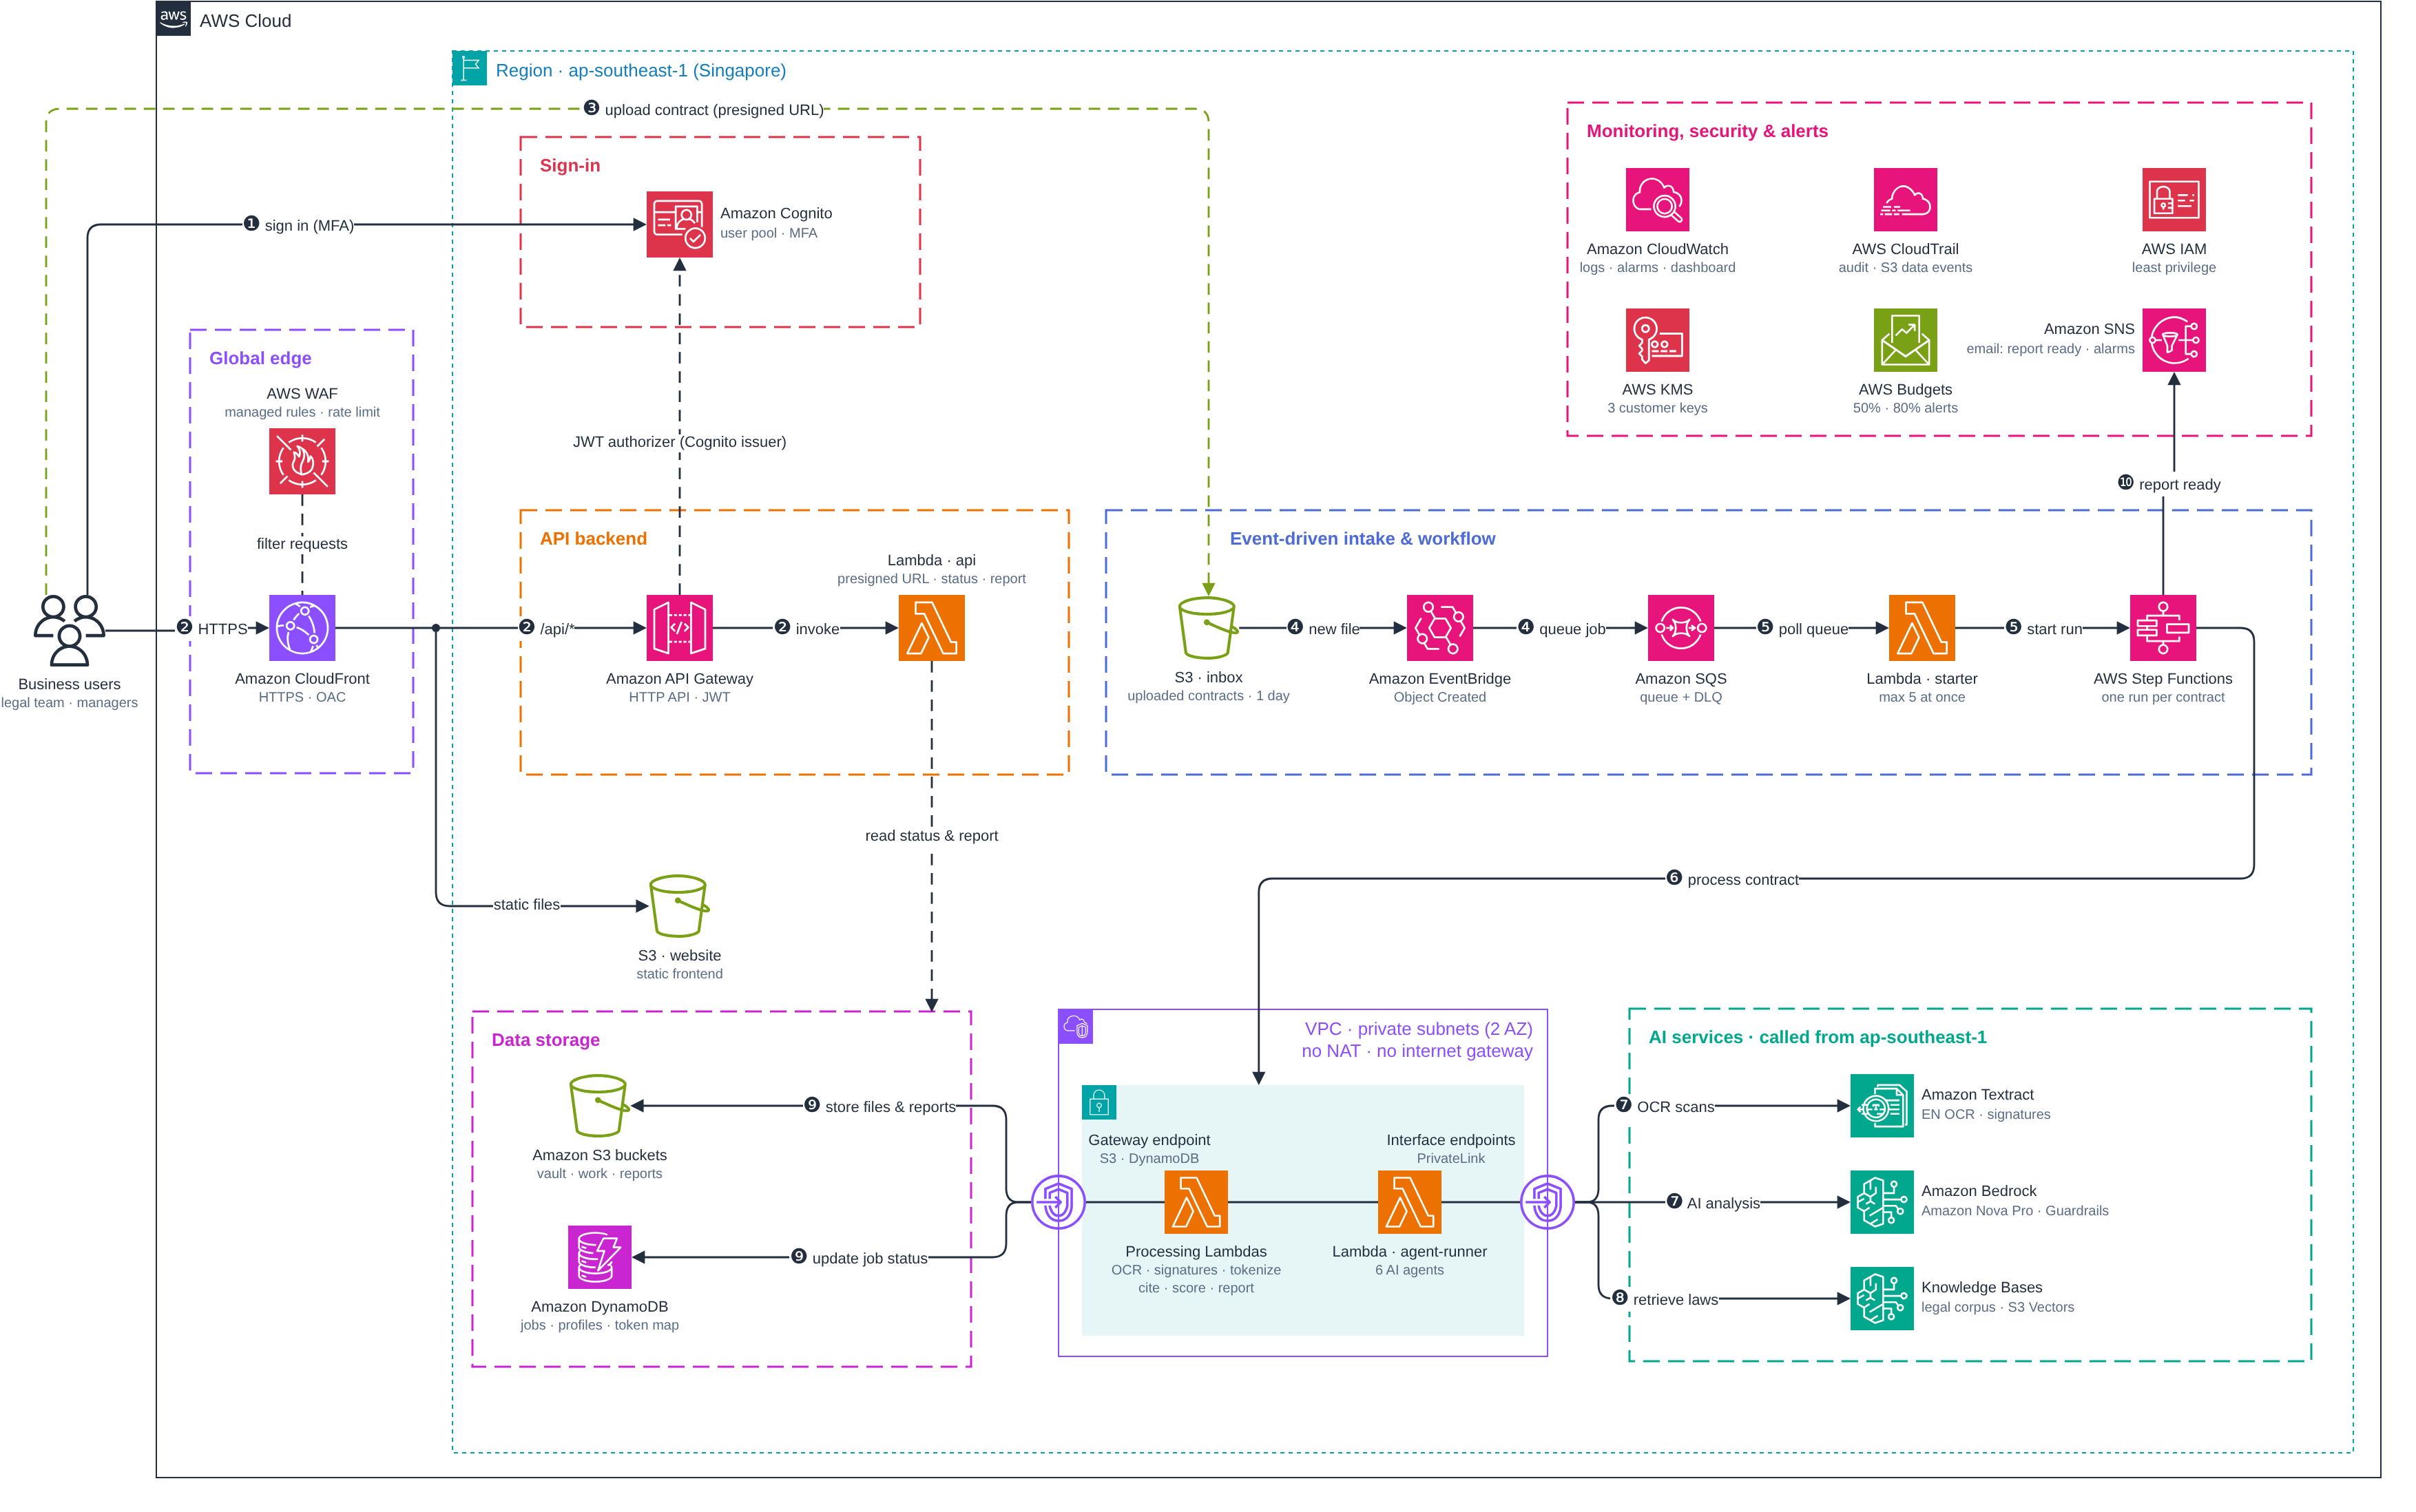 aws
AWS Cloud
Region · ap-southeast-1 (Singapore)
❸ upload contract (presigned URL)
Sign-in
Amazon Cognito
user pool · MFA
❶ sign in (MFA)
Monitoring, security & alerts
Amazon CloudWatch
logs · alarms · dashboard
AWS CloudTrail
audit · S3 data events
AWS IAM
least privilege
AWS KMS
3 customer keys
AWS Budgets
50% · 80% alerts
Amazon SNS
email: report ready · alarms
Global edge
AWS WAF
managed rules · rate limit
filter requests
❷ HTTPS
Amazon CloudFront
HTTPS · OAC
Business users
legal team · managers
JWT authorizer (Cognito issuer)
API backend
❷ /api/*
Amazon API Gateway
HTTP API · JWT
❷ invoke
Lambda · api
presigned URL · status · report
❿ report ready
Event-driven intake & workflow
S3 · inbox
uploaded contracts · 1 day
❹ new file
Amazon EventBridge
Object Created
❹ queue job
Amazon SQS
queue + DLQ
❺ poll queue
Lambda · starter
max 5 at once
❺ start run
AWS Step Functions
one run per contract
read status & report
static files
S3 · website
static frontend
❻ process contract
Data storage
❾ store files & reports
Amazon S3 buckets
vault · work · reports
❾ update job status
Amazon DynamoDB
jobs · profiles · token map
VPC · private subnets (2 AZ)
no NAT · no internet gateway
Gateway endpoint
S3 · DynamoDB
Interface endpoints
PrivateLink
Processing Lambdas
OCR · signatures · tokenize
cite · score · report
Lambda · agent-runner
6 AI agents
AI services · called from ap-southeast-1
❼ OCR scans
Amazon Textract
EN OCR · signatures
❼ AI analysis
Amazon Bedrock
Amazon Nova Pro · Guardrails
❽ retrieve laws
Knowledge Bases
legal corpus · S3 Vectors